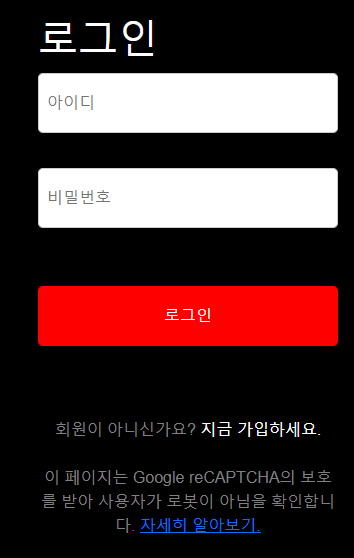 로그인
아이디
비밀번호
로그인
회원이 아니신가요? 지금 가입하세요.
이 페이지는 Google reCAPTCHA의 보호
를 받아 사용자가 로봇이 아님을 확인합니
다. 자세히 알아보기.